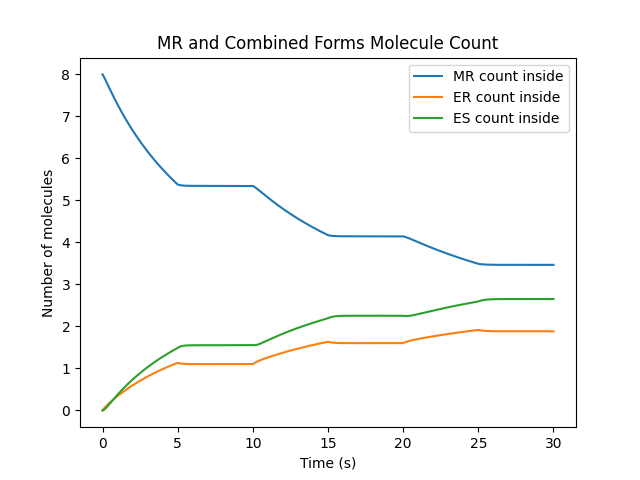 MR and Combined Forms Molecule Count
Number of molecules
8
7
6
5
4
3
2
1
0
MR count inside
ER count inside
ES count inside
0 5 10 15 20 25 30
Time (s)